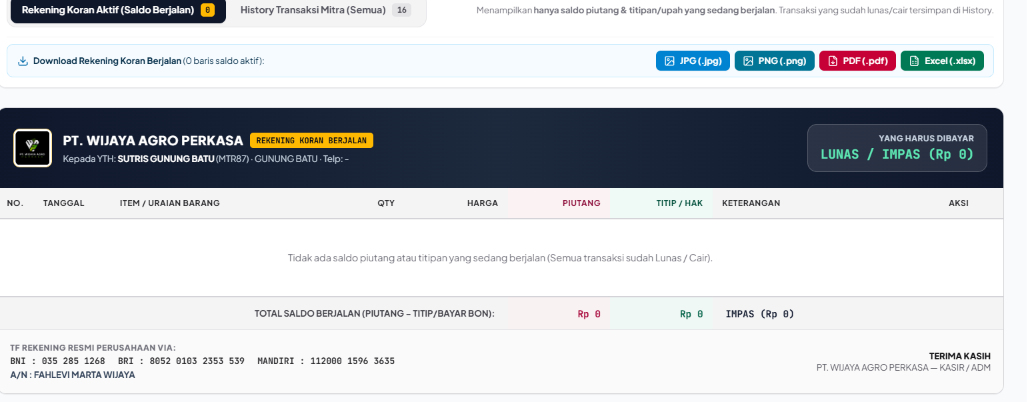 Rekening Koran Aktif (Saldo Berjalan) 0 History Transaksi Mitra (Semua) 16 Menampilkan hanya saldo piutang & titipan/upah yang sedang berjalan. Transaksi yang sudah lunas/cair tersimpan di History.
Download Rekening Koran Berjalan (0 baris saldo aktif): JPG (.jpg) PNG (.png) PDF (.pdf) Excel (.xlsx)
PT. WIJAYA AGRO PERKASA REKENING KORAN BERJALAN
Kepada YTH: SUTRIS GUNUNG BATU (MTR87) · GUNUNG BATU · Telp: -
YANG HARUS DIBAYAR
LUNAS / IMPAS (Rp 0)
NO. TANGGAL ITEM / URAIAN BARANG QTY HARGA PIUTANG TITIP / HAK KETERANGAN AKSI
Tidak ada saldo piutang atau titipan yang sedang berjalan (Semua transaksi sudah Lunas / Cair).
TOTAL SALDO BERJALAN (PIUTANG - TITIP/BAYAR BON): Rp 0 Rp 0 IMPAS (Rp 0)
TF REKENING RESMI PERUSAHAAN VIA:
BNI : 035 285 1268 BRI : 8052 0103 2353 539 MANDIRI : 112000 1596 3635
A/N : FAHLEVI MARTA WIJAYA
TERIMA KASIH
PT. WIJAYA AGRO PERKASA — KASIR / ADM